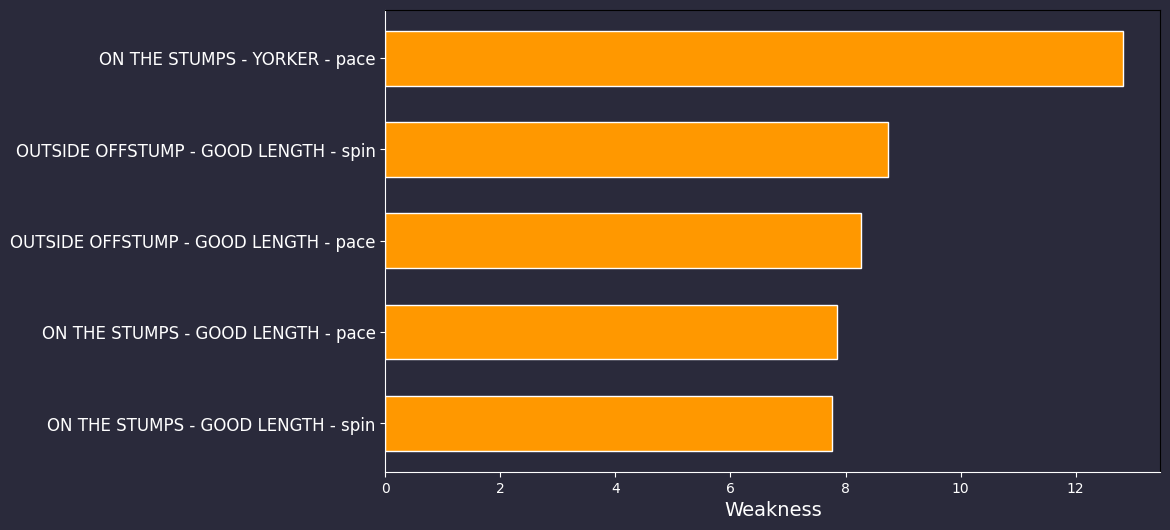 ON THE STUMPS - YORKER - pace
OUTSIDE OFFSTUMP - GOOD LENGTH - spin
OUTSIDE OFFSTUMP - GOOD LENGTH - pace
ON THE STUMPS - GOOD LENGTH - pace
ON THE STUMPS - GOOD LENGTH - spin
0 2 4 6 8 10 12
Weakness